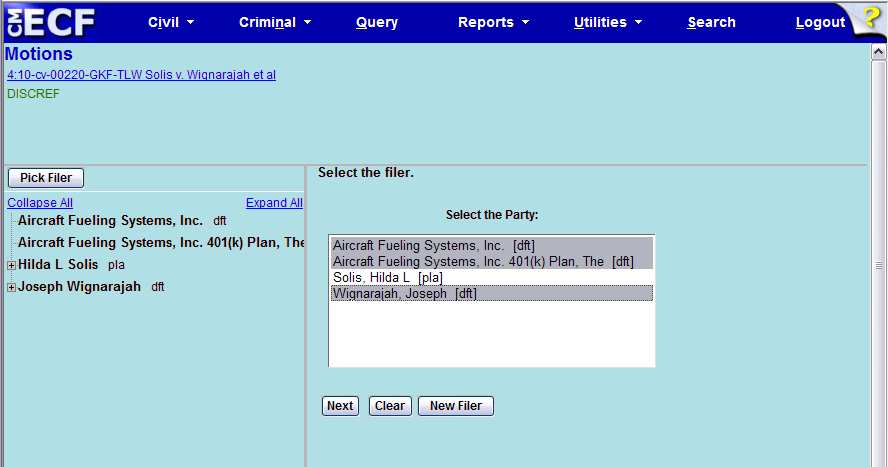 CM ECF Civil Criminal Query Reports Utilities Search Logout ?
Motions
4:10-cv-00220-GKF-TLW Solis v. Wignarajah et al
DISCREF
Pick Filer
Collapse All Expand All
Aircraft Fueling Systems, Inc. dft
Aircraft Fueling Systems, Inc. 401(k) Plan, The
Hilda L Solis pla
Joseph Wignarajah dft
Select the filer.
Select the Party:
Aircraft Fueling Systems, Inc. [dft]
Aircraft Fueling Systems, Inc. 401(k) Plan, The [dft]
Solis, Hilda L [pla]
Wignarajah, Joseph [dft]
Next Clear New Filer